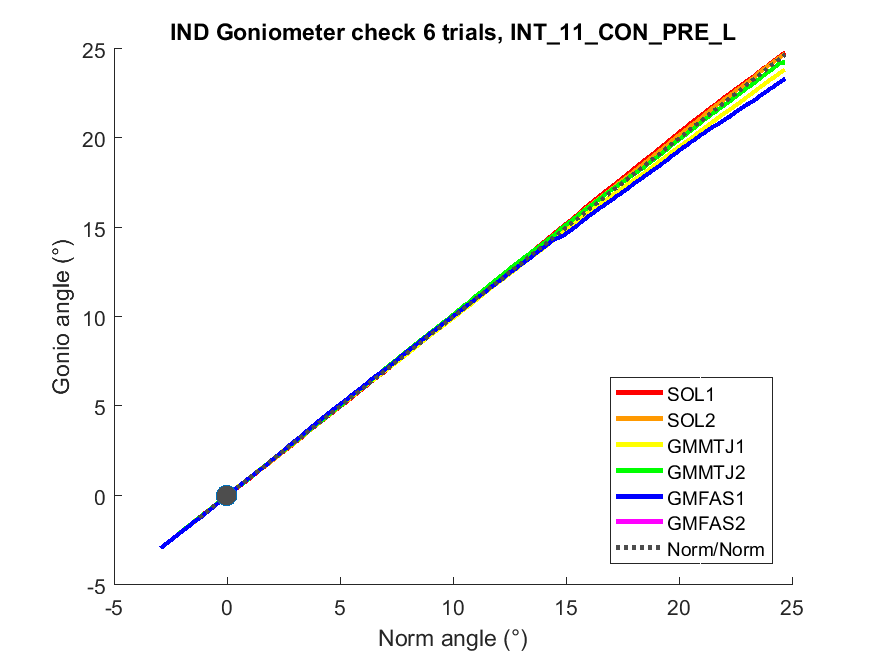 IND Goniometer check 6 trials, INT_11_CON_PRE_L
25
20
15
10
5
0
-5
Gonio angle (°)
-5 0 5 10 15 20 25
Norm angle (°)
SOL1
SOL2
GMMTJ1
GMMTJ2
GMFAS1
GMFAS2
Norm/Norm